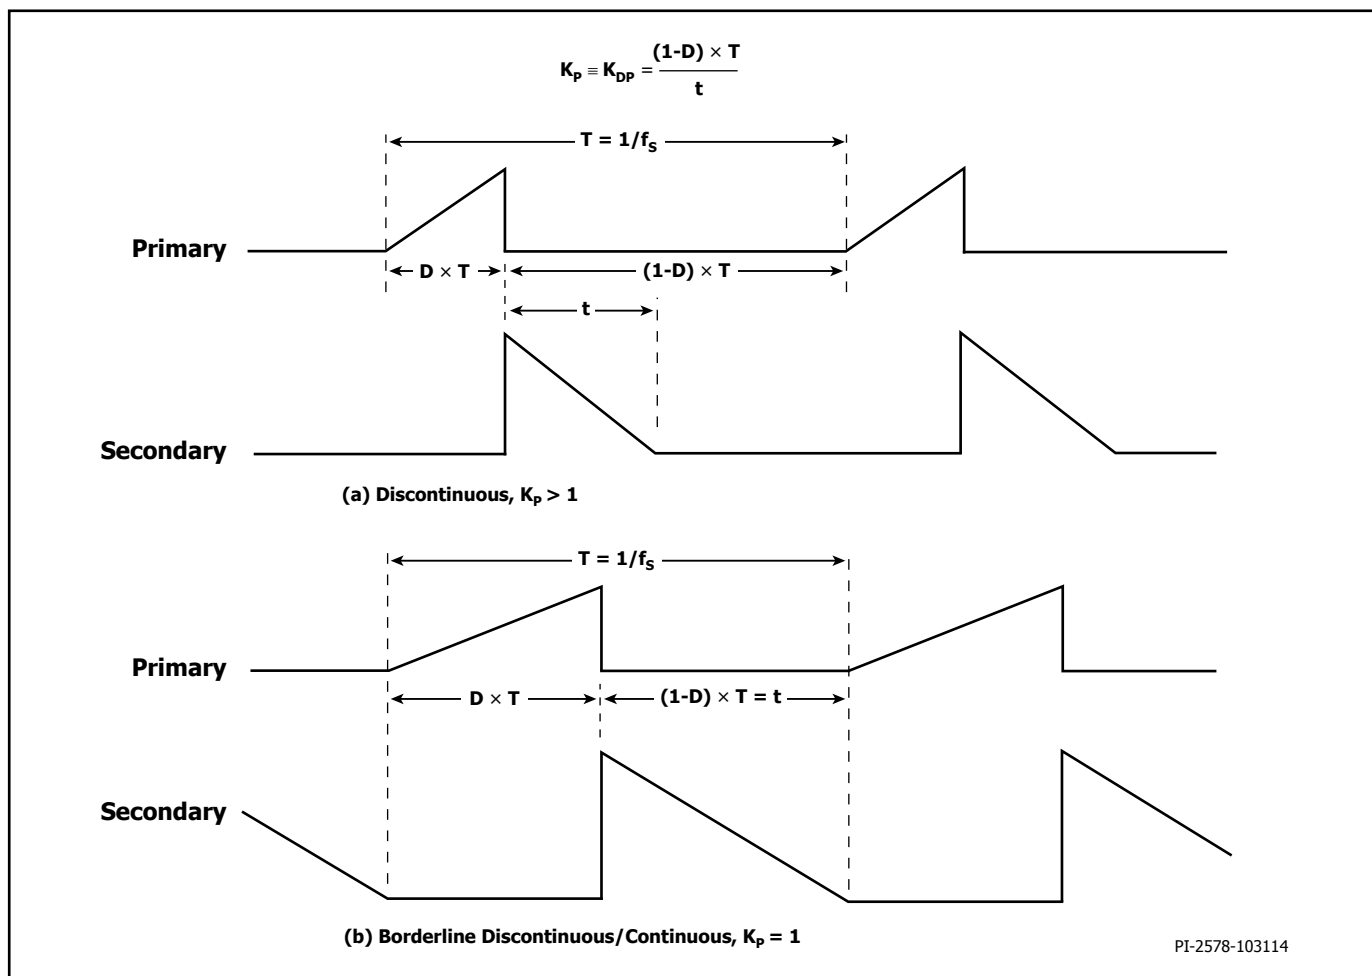 K_P ≡ K_DP = (1-D) × T / t
T = 1/f_S
Primary
D × T
(1-D) × T
t
Secondary
(a) Discontinuous, K_P > 1
T = 1/f_S
Primary
D × T
(1-D) × T = t
Secondary
(b) Borderline Discontinuous/Continuous, K_P = 1
PI-2578-103114